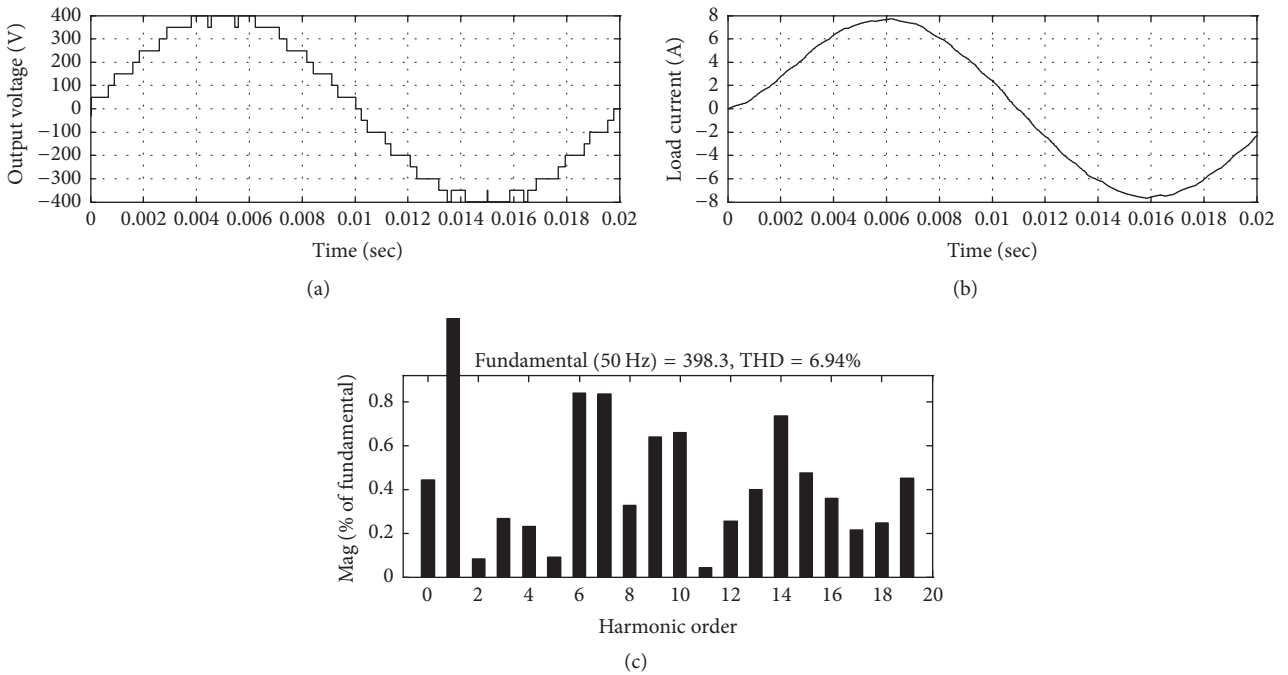 Output voltage (V)
400
300
200
100
0
−100
−200
−300
−400
0 0.002 0.004 0.006 0.008 0.01 0.012 0.014 0.016 0.018 0.02
Time (sec)
(a)
Load current (A)
8
6
4
2
0
−2
−4
−6
−8
0 0.002 0.004 0.006 0.008 0.01 0.012 0.014 0.016 0.018 0.02
Time (sec)
(b)
Fundamental (50 Hz) = 398.3, THD = 6.94%
Mag (% of fundamental)
0.8
0.6
0.4
0.2
0
0 2 4 6 8 10 12 14 16 18 20
Harmonic order
(c)